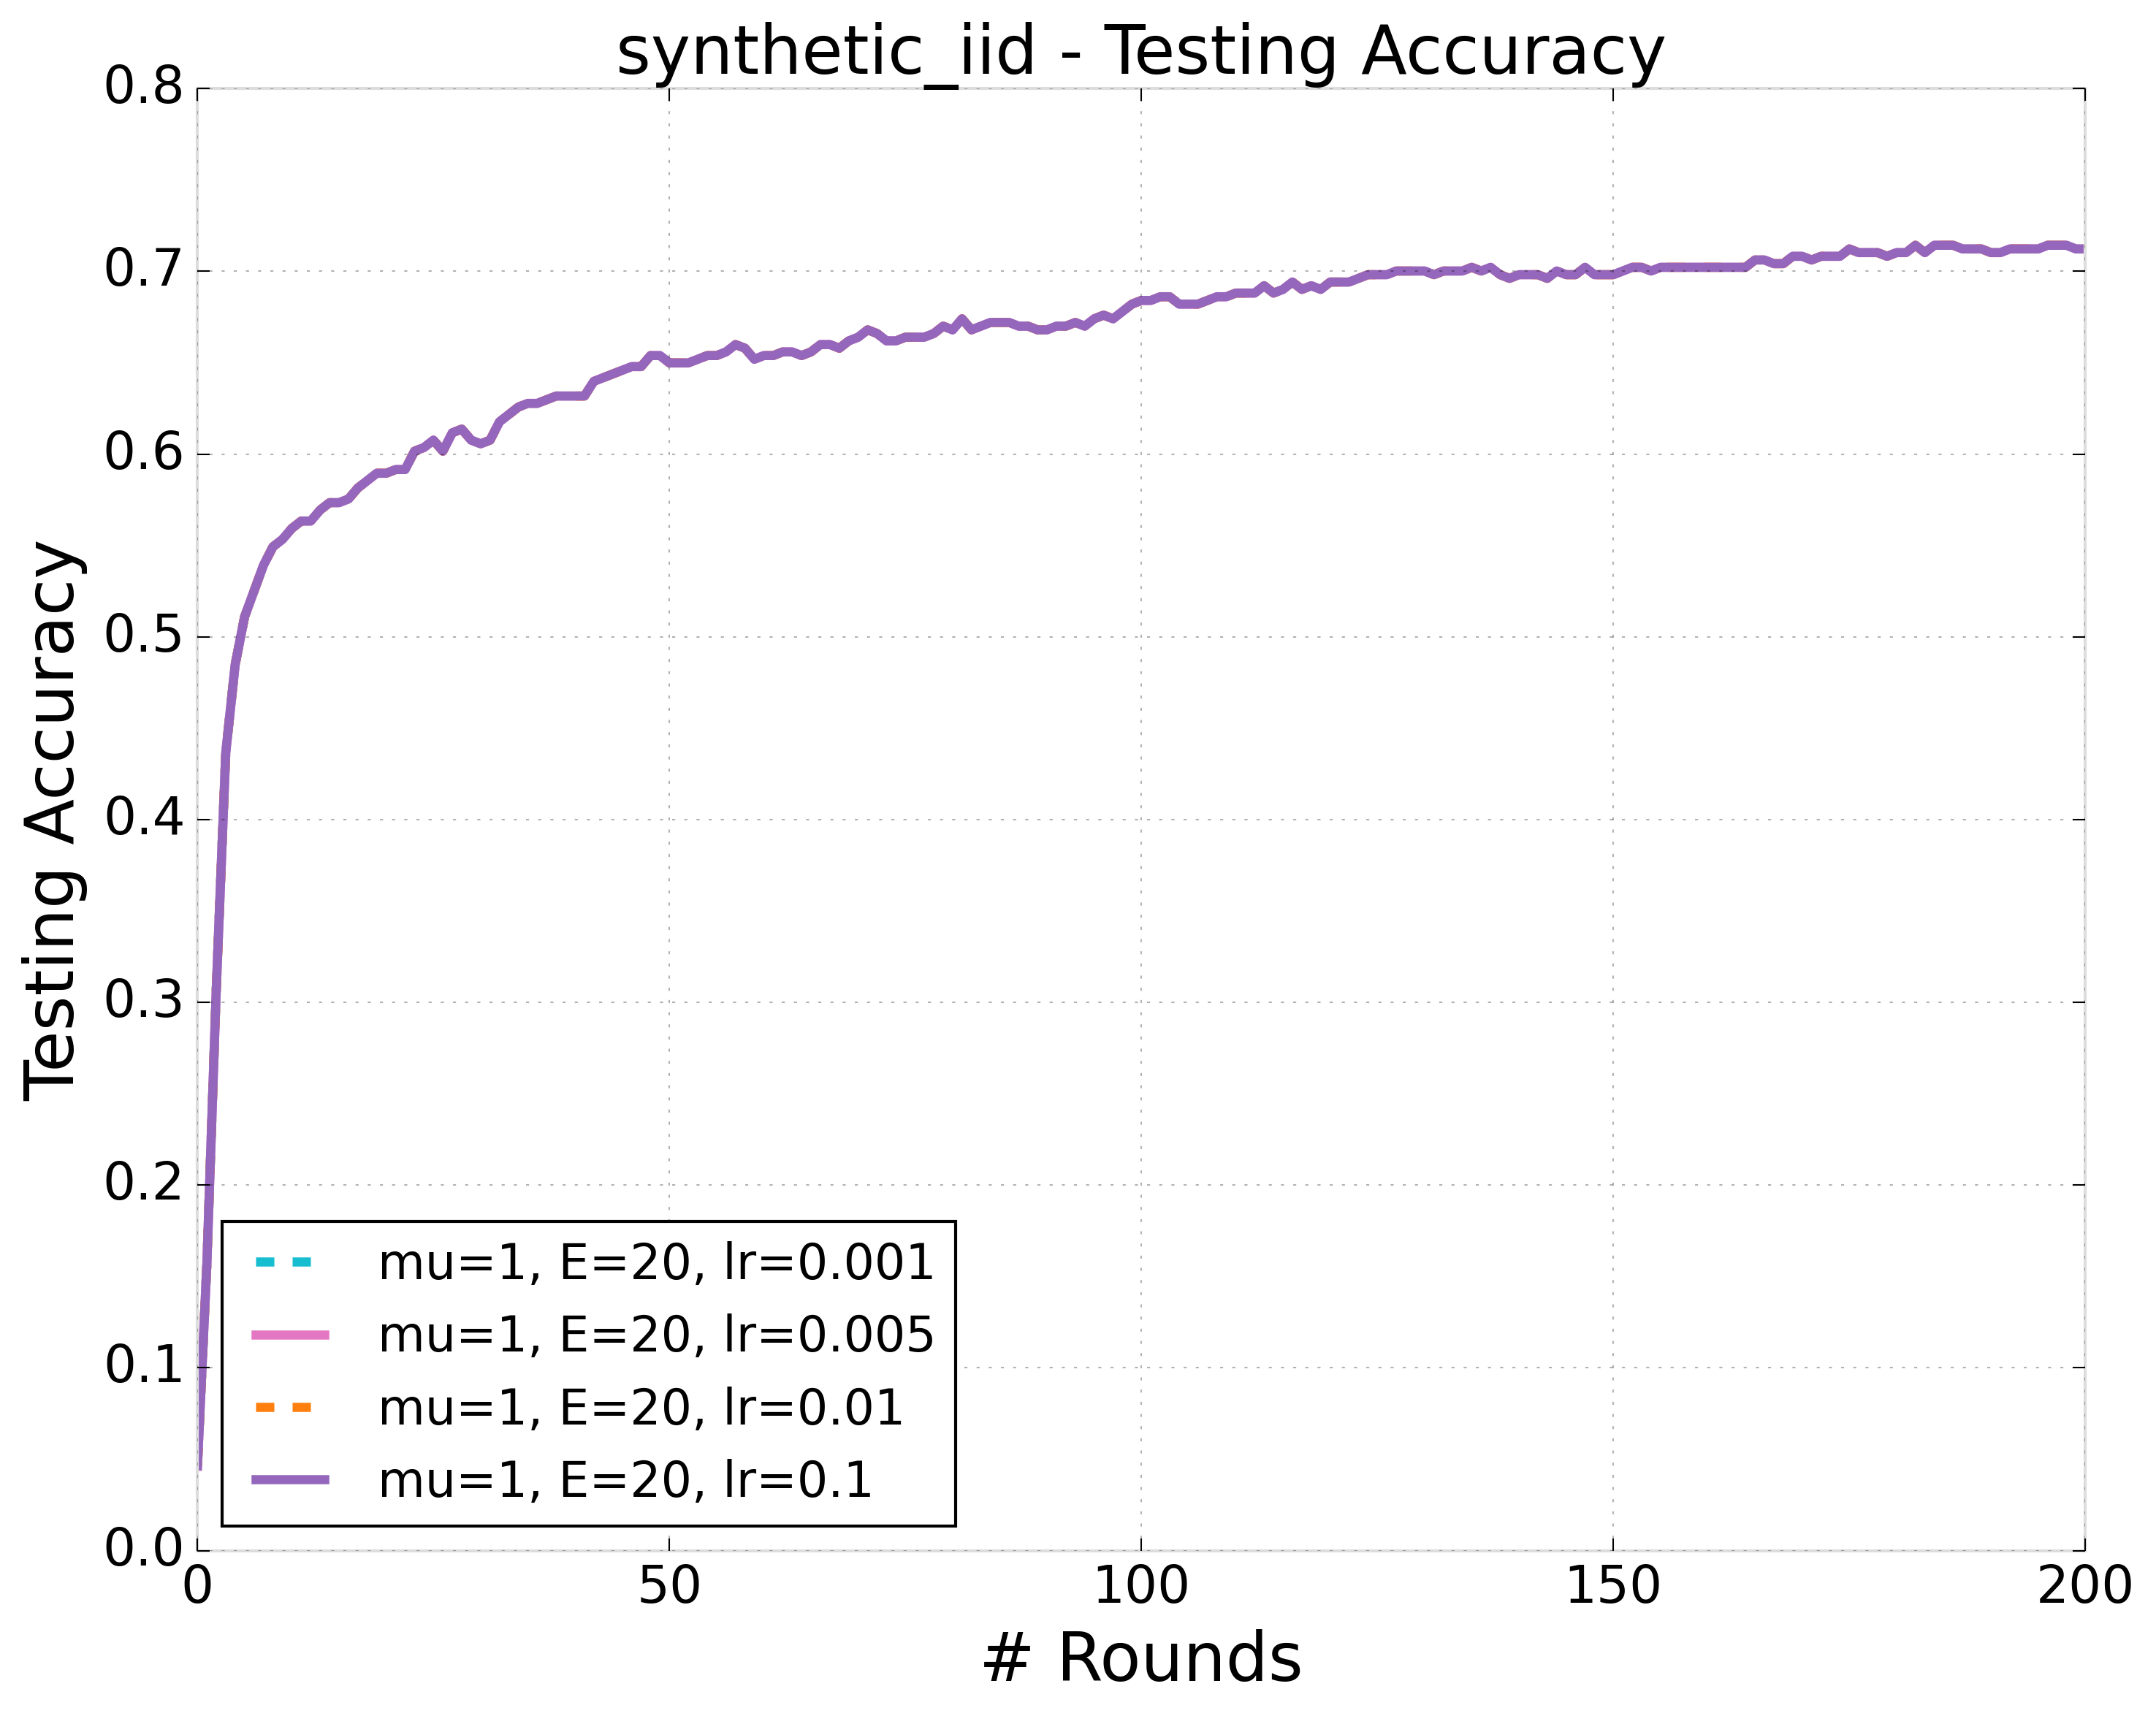 synthetic_iid - Testing Accuracy
0.8
0.7
0.6
0.5
0.4
0.3
0.2
0.1
0.0
Testing Accuracy
mu=1, E=20, lr=0.001
mu=1, E=20, lr=0.005
mu=1, E=20, lr=0.01
mu=1, E=20, lr=0.1
0 50 100 150 200
# Rounds